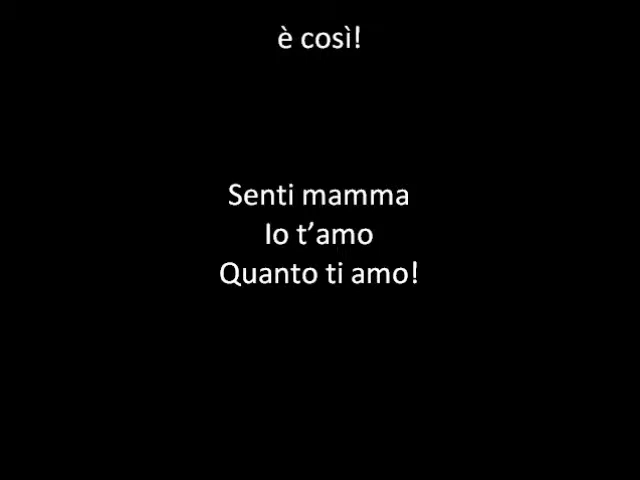 è così!
Senti mamma
Io t’amo
Quanto ti amo!